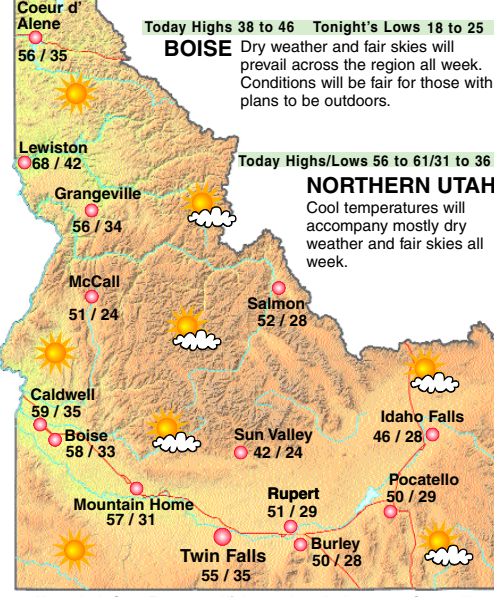 Coeur d'
Alene
56 / 35
Today Highs 38 to 46 Tonight's Lows 18 to 25
BOISE Dry weather and fair skies will
prevail across the region all week.
Conditions will be fair for those with
plans to be outdoors.
Lewiston
68 / 42
Today Highs/Lows 56 to 61/31 to 36
NORTHERN UTAH
Cool temperatures will
accompany mostly dry
weather and fair skies all
week.
Grangeville
56 / 34
McCall
51 / 24
Salmon
52 / 28
Caldwell
59 / 35
Boise
58 / 33
Sun Valley
42 / 24
Idaho Falls
46 / 28
Mountain Home
57 / 31
Rupert
51 / 29
Pocatello
50 / 29
Twin Falls
55 / 35
Burley
50 / 28